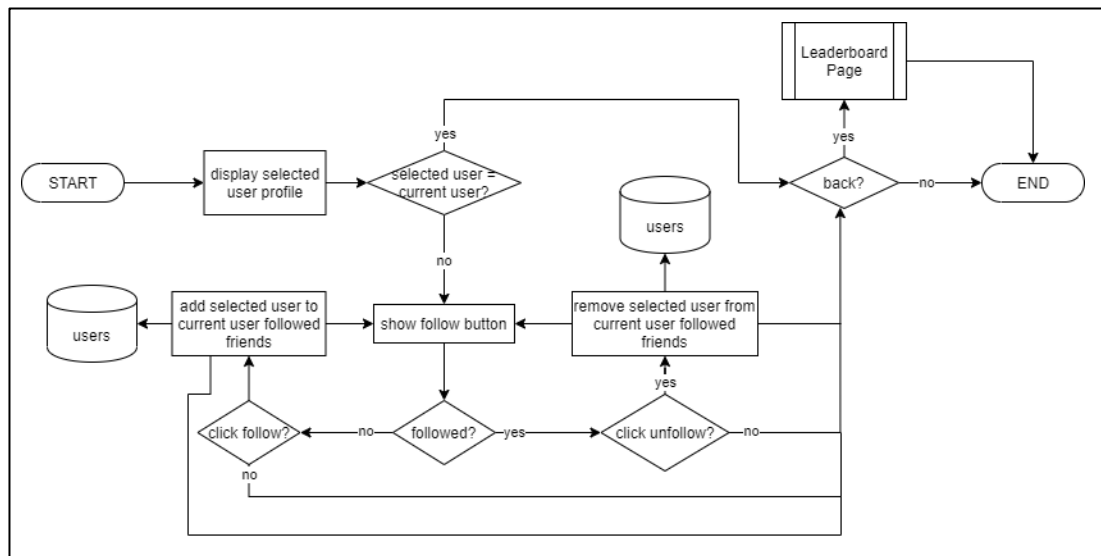 Leaderboard
Page
yes
yes
START
display selected
user profile
selected user =
current user?
back?
no
END
users
no
users
add selected user to
current user followed
friends
show follow button
remove selected user from
current user followed
friends
yes
click follow?
no
followed?
yes
click unfollow?
no
no